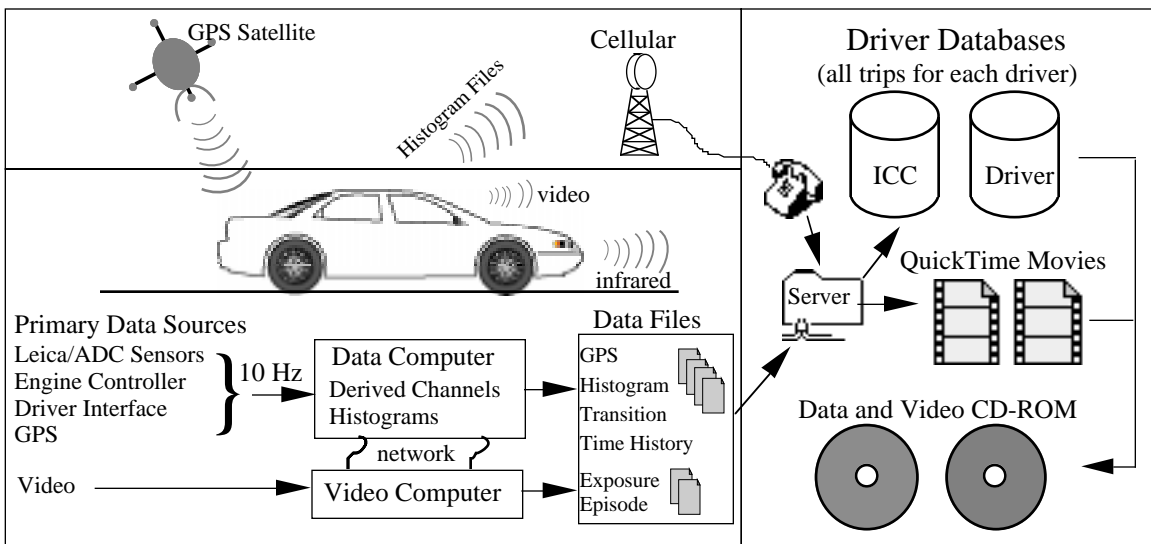 GPS Satellite
Histogram Files
Cellular
video
infrared
Primary Data Sources
Leica/ADC Sensors
Engine Controller
Driver Interface
GPS
10 Hz
Data Computer
Derived Channels
Histograms
network
Video
Video Computer
Data Files
GPS
Histogram
Transition
Time History
Exposure
Episode
Driver Databases
(all trips for each driver)
ICC
Driver
Server
QuickTime Movies
Data and Video CD-ROM